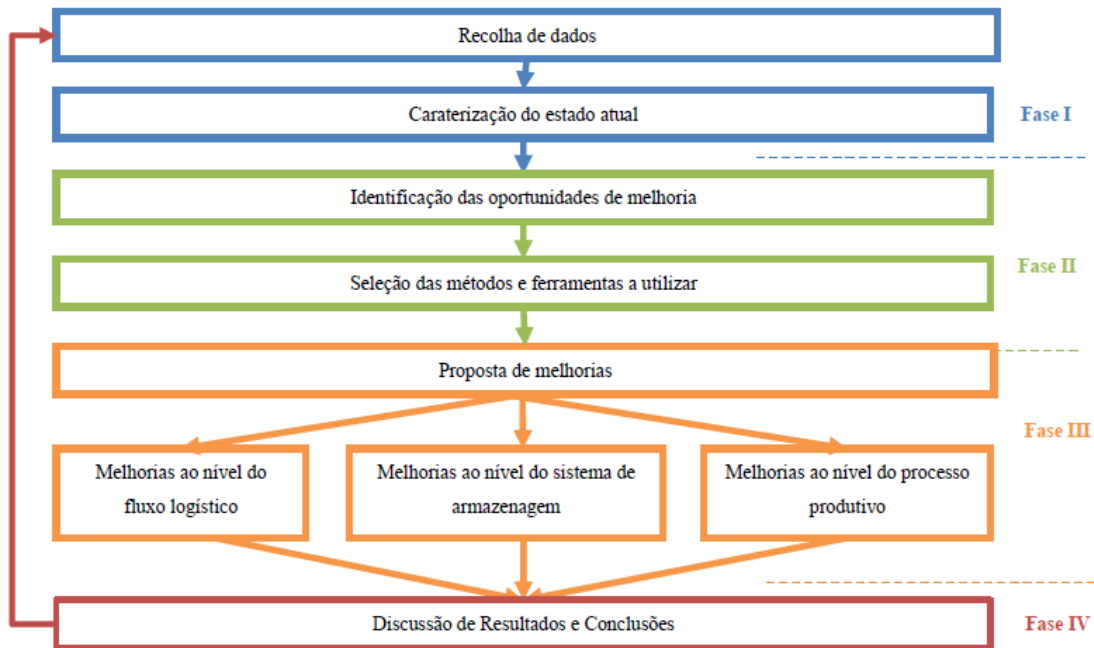 Recolha de dados
Caraterização do estado atual
Fase I
Identificação das oportunidades de melhoria
Fase II
Seleção das métodos e ferramentas a utilizar
Proposta de melhorias
Fase III
Melhorias ao nível do
fluxo logístico
Melhorias ao nível do sistema de
armazenagem
Melhorias ao nível do processo
produtivo
Discussão de Resultados e Conclusões
Fase IV